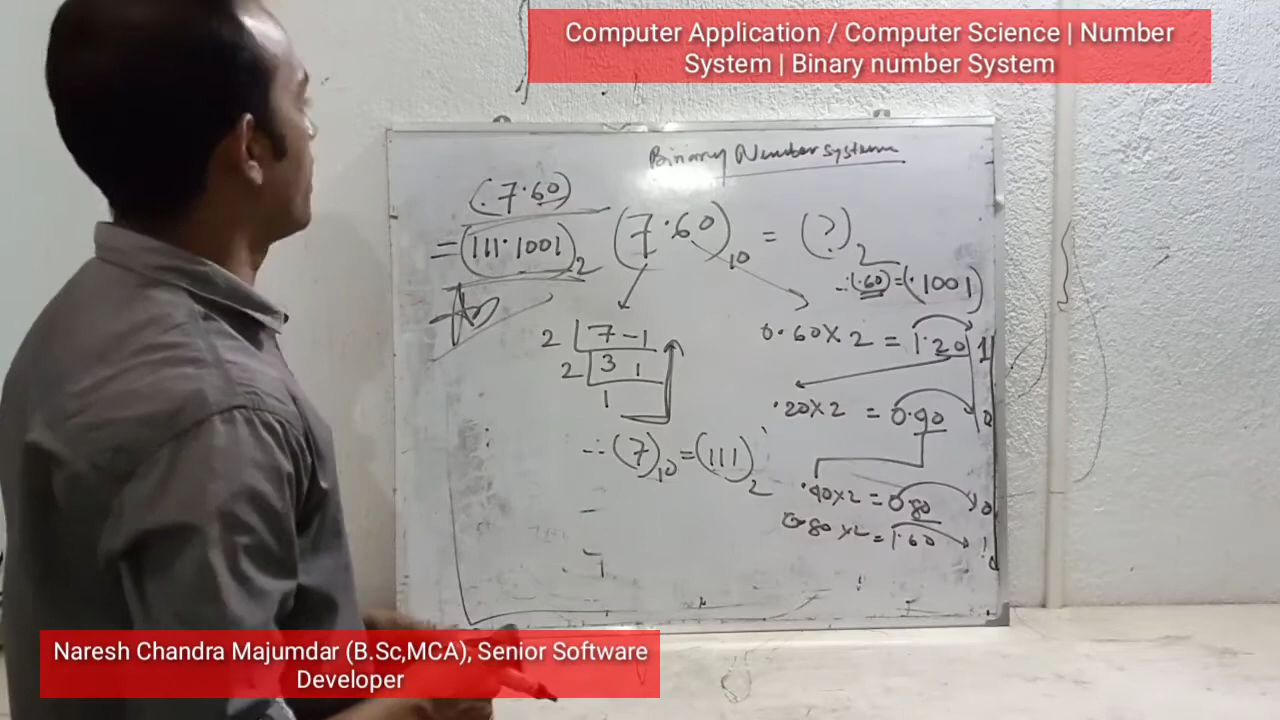 Computer Application / Computer Science | Number
System | Binary number System
Binary Number system
(.7.60)
= (111.1001)2
(7.60)10 = (?)2
∴ (.60) = (.1001)
2 | 7 - 1
2 | 3 1
1
∴ (7)10 = (111)2
0.60 X 2 = 1.20 1
.20 X 2 = 0.40 0
.40 x 2 = 0.80 0
0.80 x 2 = 1.60 1
Naresh Chandra Majumdar (B.Sc,MCA), Senior Software
Developer